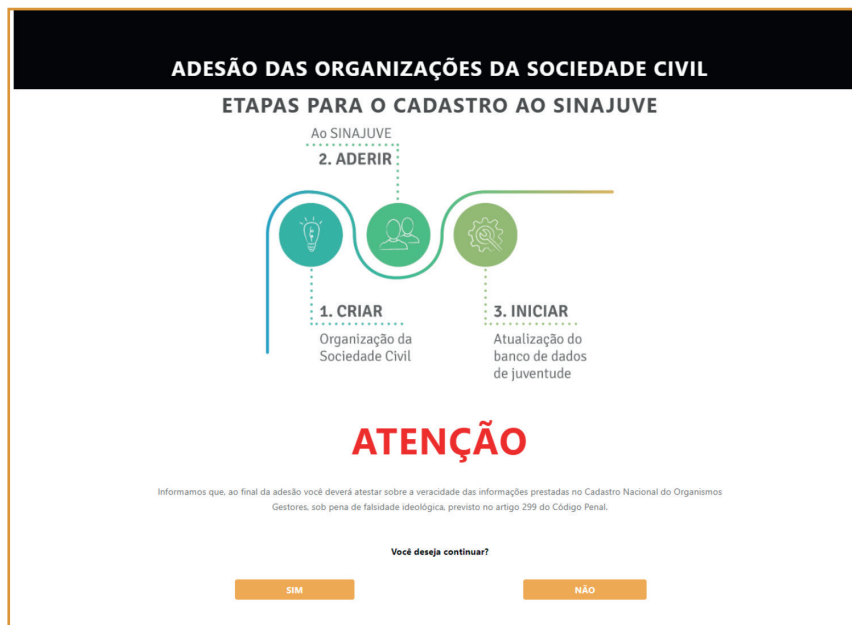 ADESÃO DAS ORGANIZAÇÕES DA SOCIEDADE CIVIL
ETAPAS PARA O CADASTRO AO SINAJUVE
Ao SINAJUVE
2. ADERIR
1. CRIAR
Organização da
Sociedade Civil
3. INICIAR
Atualização do
banco de dados
de juventude
ATENÇÃO
Informamos que, ao final da adesão você deverá atestar sobre a veracidade das informações prestadas no Cadastro Nacional do Organismos
Gestores, sob pena de falsidade ideológica, previsto no artigo 299 do Código Penal.
Você deseja continuar?
SIM
NÃO